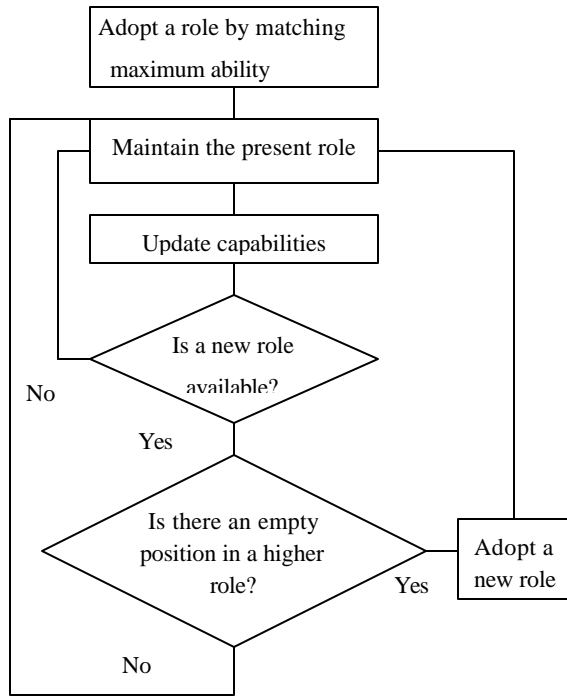 Adopt a role by matching
maximum ability
Maintain the present role
Update capabilities
Is a new role
available?
No
Yes
Is there an empty
position in a higher
role?
Yes
Adopt a
new role
No